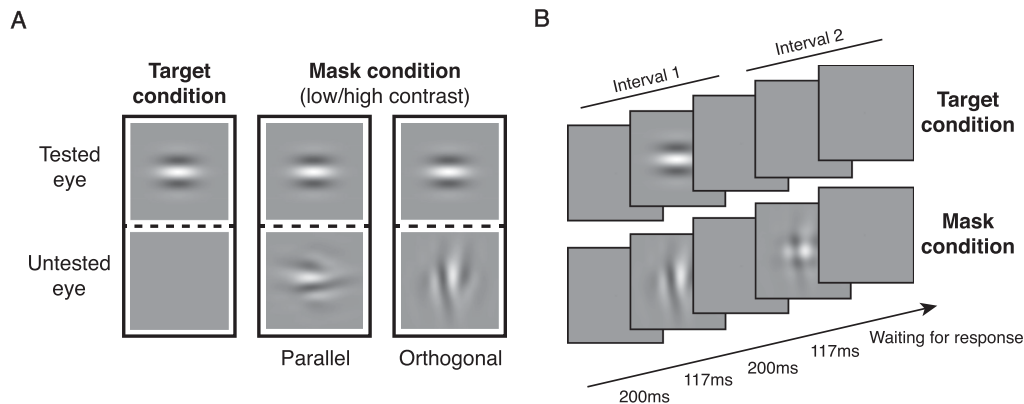 A
Target
condition
Mask condition
(low/high contrast)
Tested
eye
Untested
eye
Parallel
Orthogonal
B
Interval 1
Interval 2
Target
condition
Mask
condition
200ms
117ms
200ms
117ms
Waiting for response